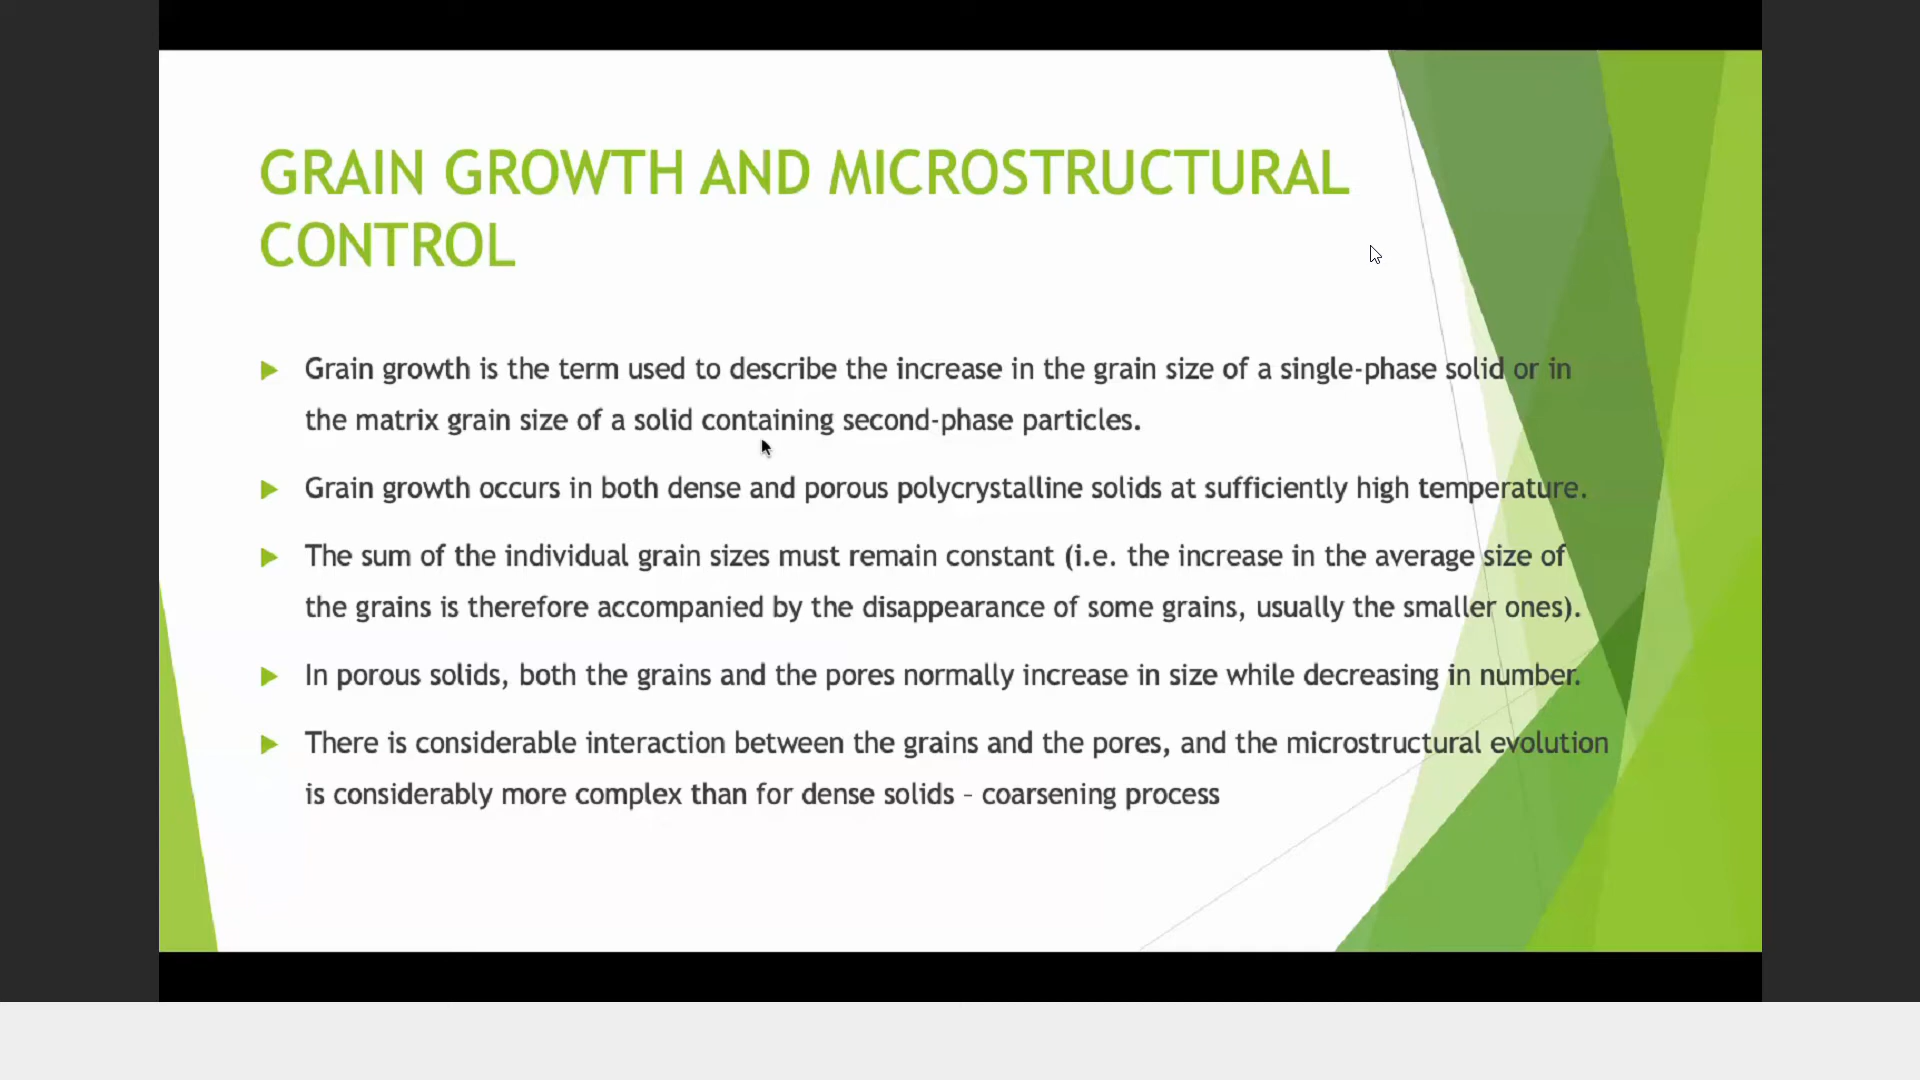 GRAIN GROWTH AND MICROSTRUCTURAL
CONTROL
Grain growth is the term used to describe the increase in the grain size of a single-phase solid or in
the matrix grain size of a solid containing second-phase particles.
Grain growth occurs in both dense and porous polycrystalline solids at sufficiently high temperature.
The sum of the individual grain sizes must remain constant (i.e. the increase in the average size of
the grains is therefore accompanied by the disappearance of some grains, usually the smaller ones).
In porous solids, both the grains and the pores normally increase in size while decreasing in number.
There is considerable interaction between the grains and the pores, and the microstructural evolution
is considerably more complex than for dense solids – coarsening process